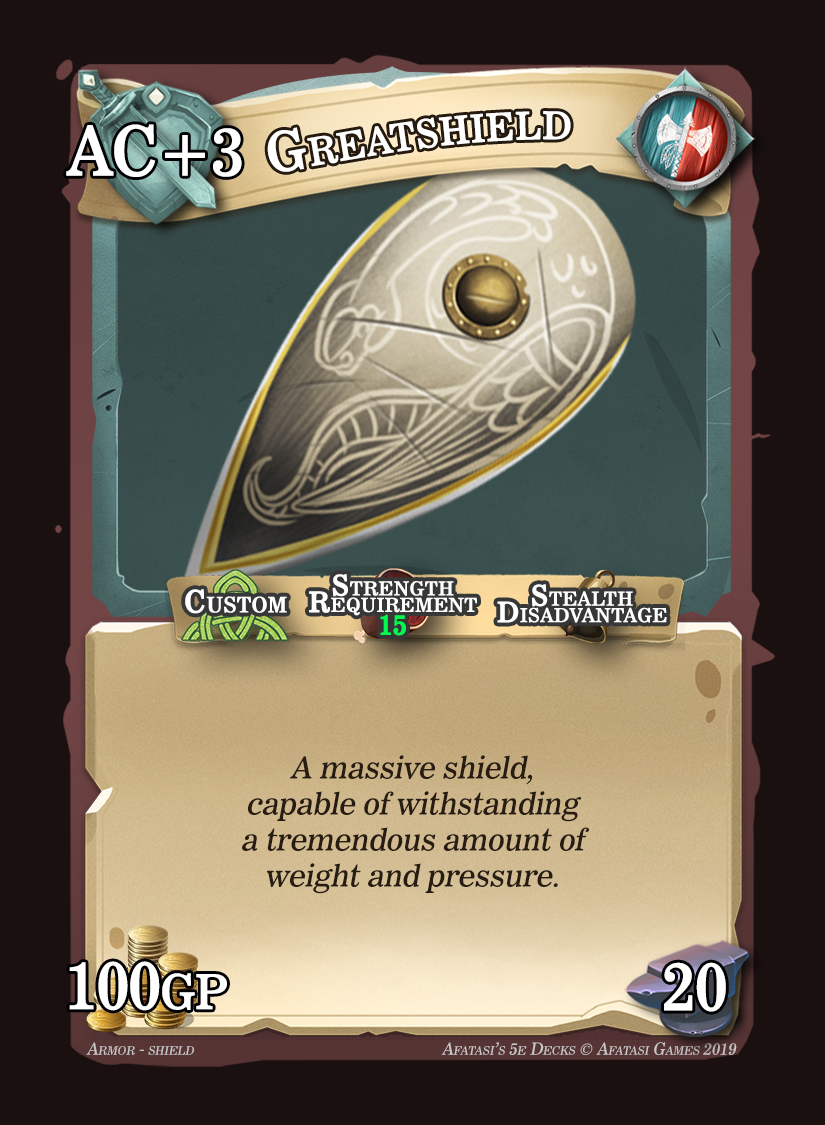 AC+3 Greatshield
Custom
Strength
Requirement
15
Stealth
Disadvantage
A massive shield,
capable of withstanding
a tremendous amount of
weight and pressure.
100GP
20
Armor - shield
Afatasi's 5e Decks © Afatasi Games 2019